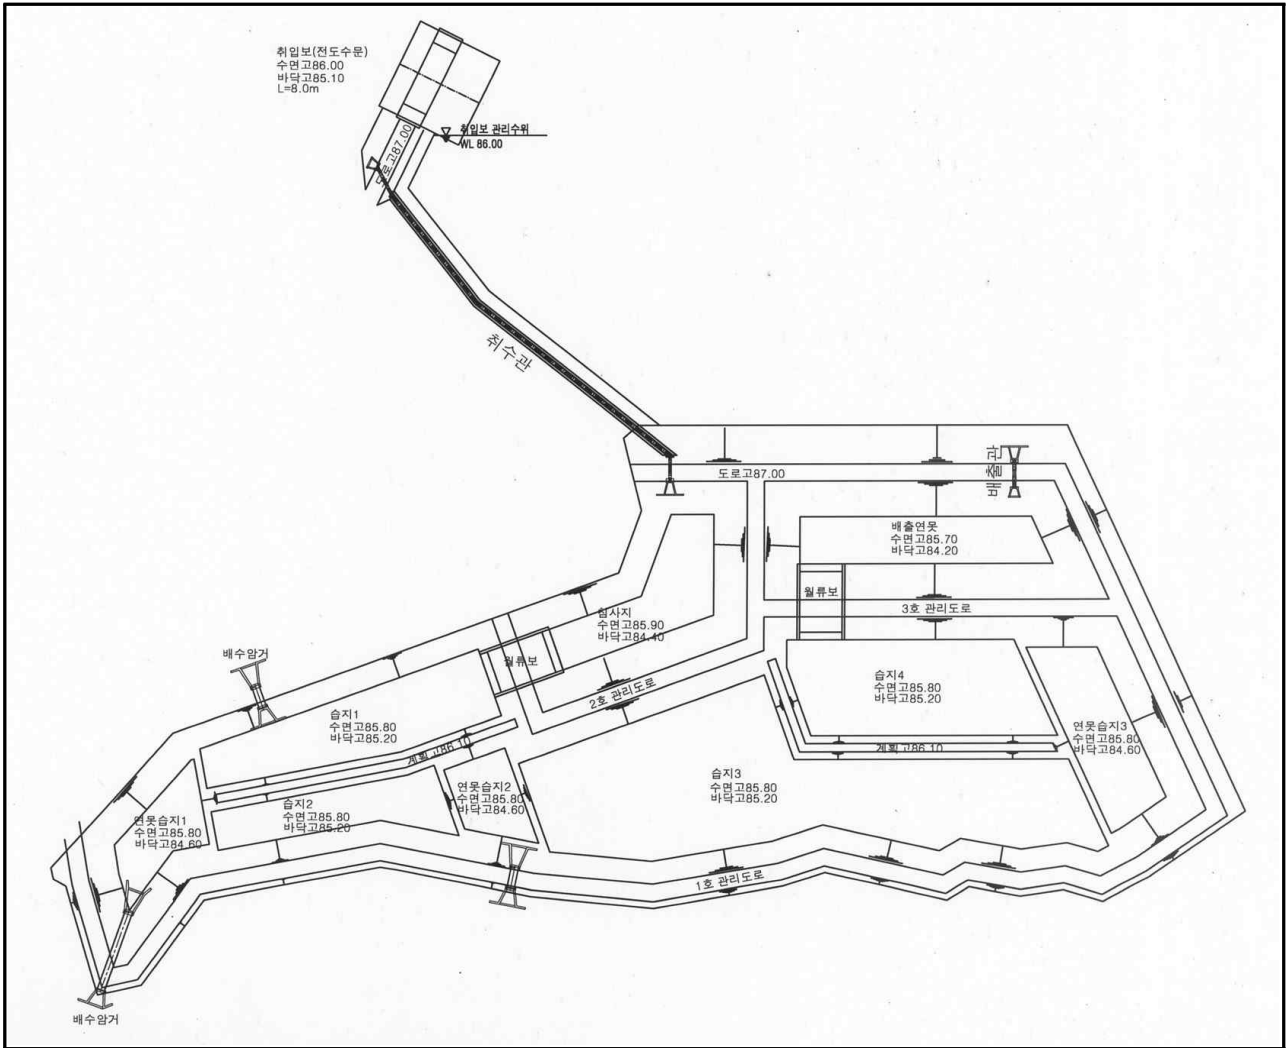 취입보(전도수문)
수면고86.00
바닥고85.10
L=8.0m
취입보 관리수위
WL 86.00
도로고87.00
취수관
도로고87.00
배출관
배출연못
수면고85.70
바닥고84.20
월류보
3호 관리도로
침사지
수면고85.90
바닥고84.40
월류보
2호 관리도로
배수암거
습지1
수면고85.80
바닥고85.20
계획고86.10
습지4
수면고85.80
바닥고85.20
계획고86.10
연못습지3
수면고85.80
바닥고84.60
습지3
수면고85.80
바닥고85.20
연못습지2
수면고85.80
바닥고84.60
습지2
수면고85.80
바닥고85.20
연못습지1
수면고85.80
바닥고84.60
1호 관리도로
배수암거